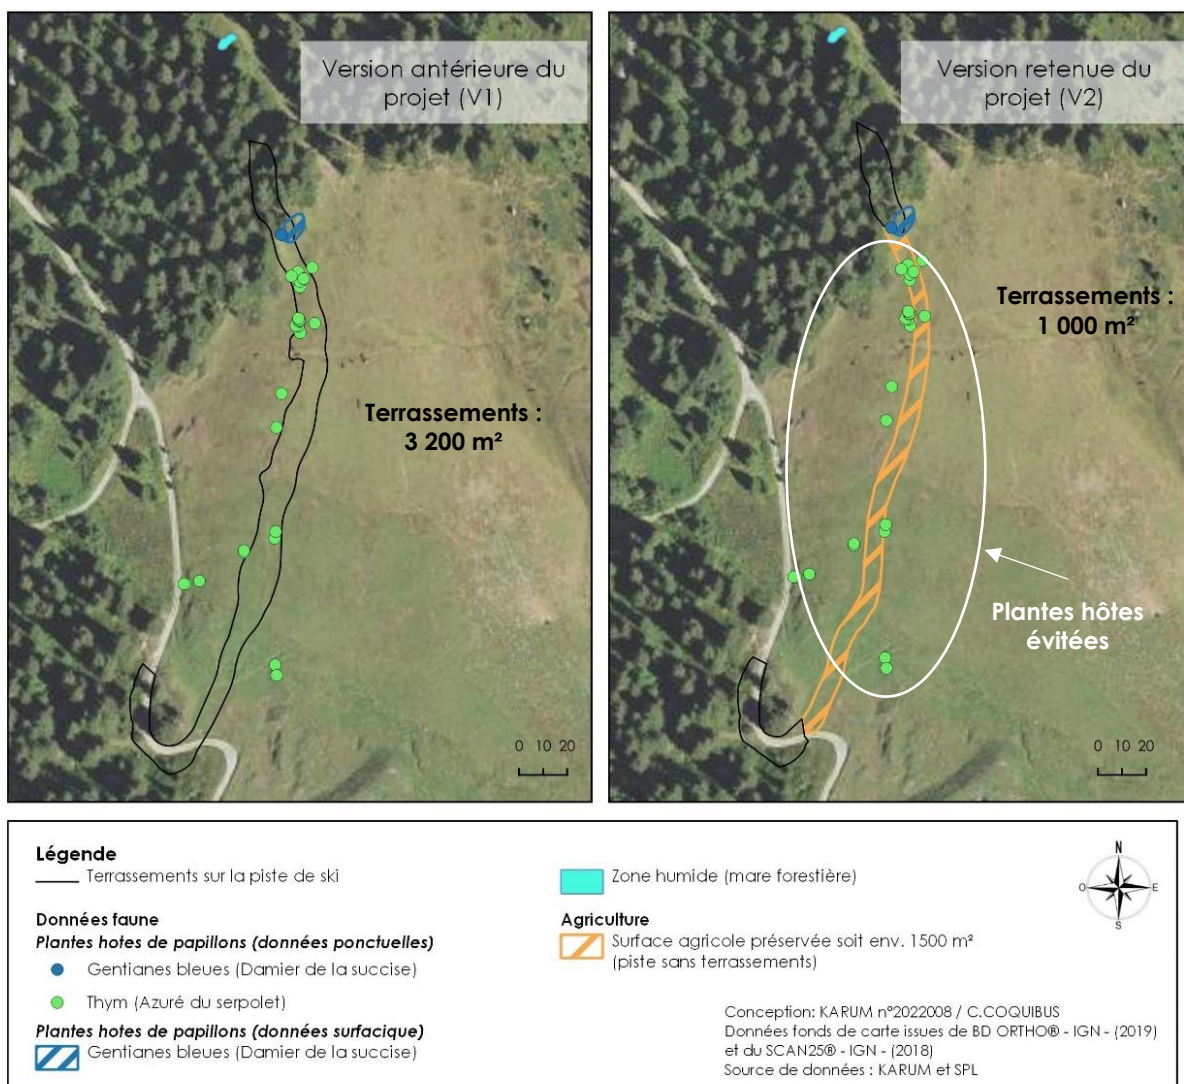 Version antérieure du
projet (V1)
Terrassements :
3 200 m²
0 10 20
Version retenue du
projet (V2)
Terrassements :
1 000 m²
Plantes hôtes
évitées
0 10 20
Légende
Terrassements sur la piste de ski
Données faune
Plantes hotes de papillons (données ponctuelles)
Gentianes bleues (Damier de la succise)
Thym (Azuré du serpolet)
Plantes hotes de papillons (données surfacique)
Gentianes bleues (Damier de la succise)
Zone humide (mare forestière)
Agriculture
Surface agricole préservée soit env. 1500 m²
(piste sans terrassements)
N
O
E
S
Conception: KARUM n°2022008 / C.COQUIBUS
Données fonds de carte issues de BD ORTHO® - IGN - (2019)
et du SCAN25® - IGN - (2018)
Source de données : KARUM et SPL